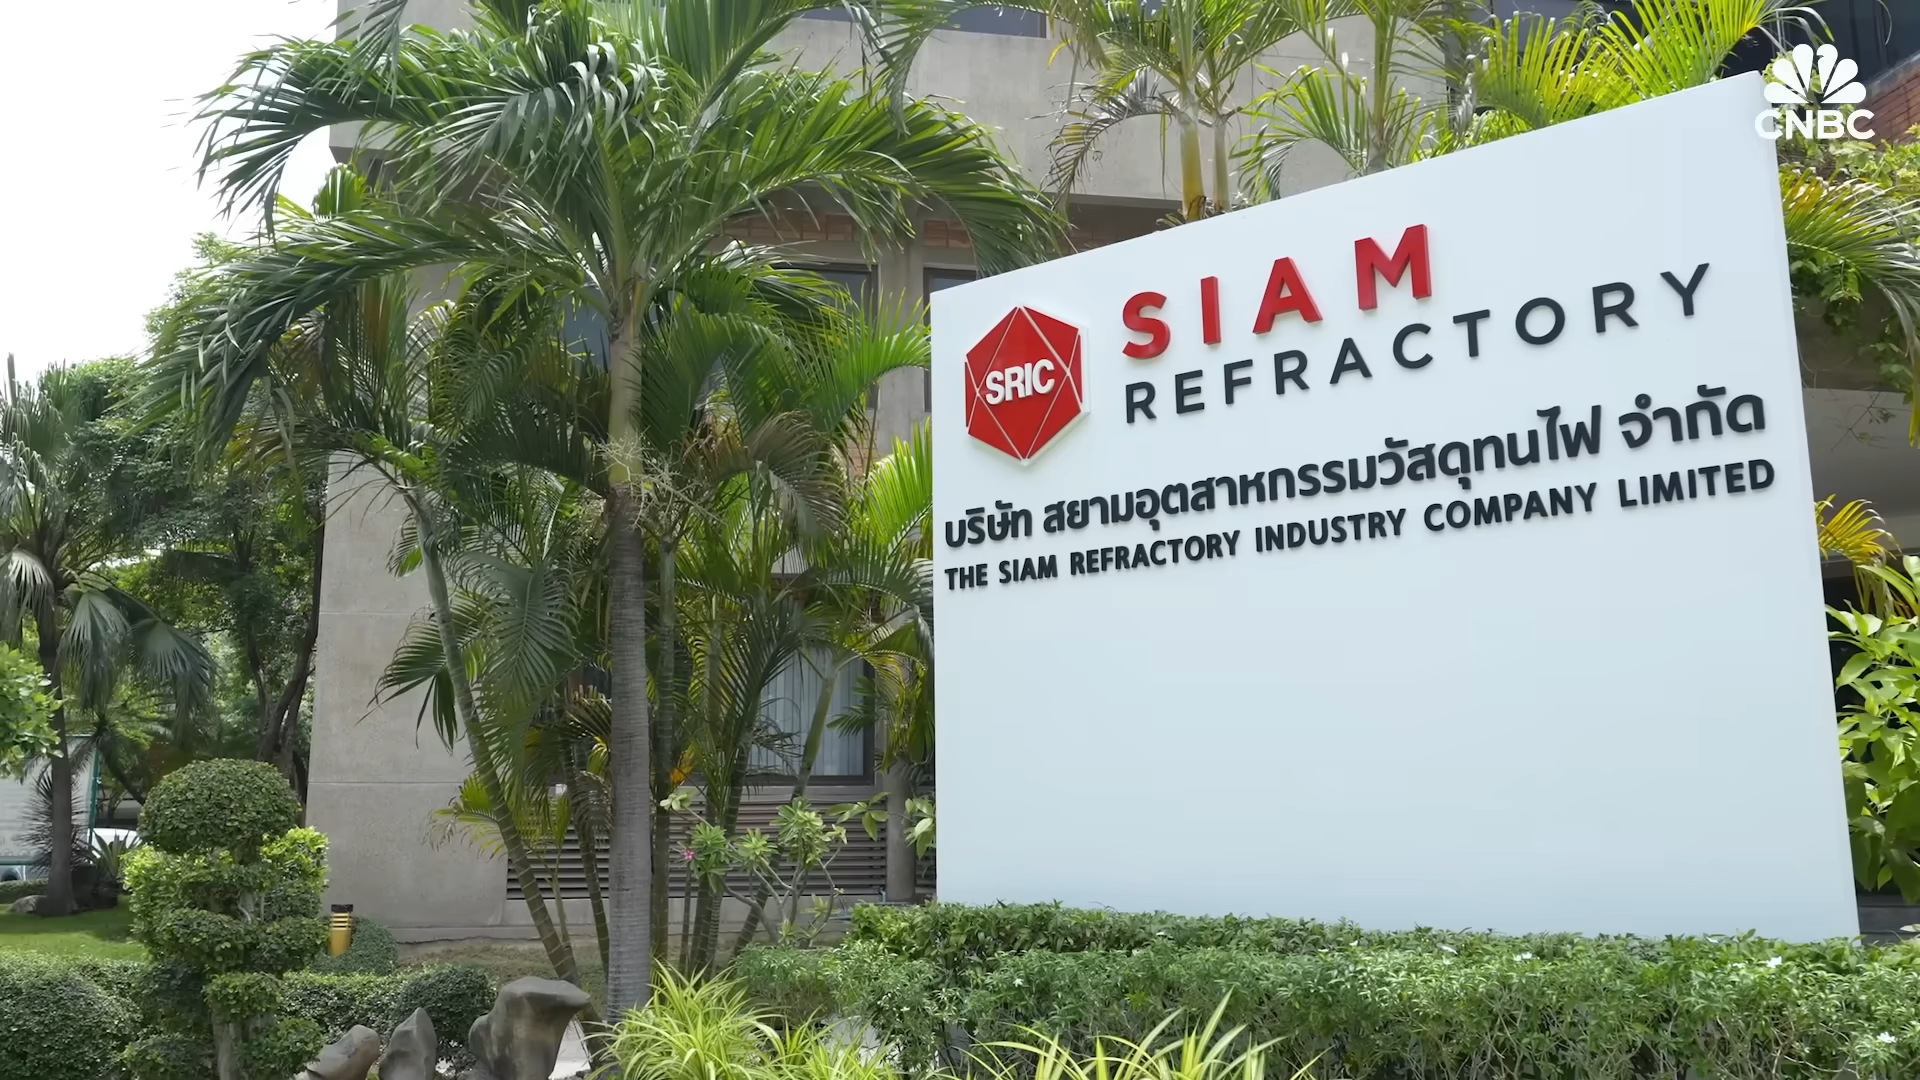 CNBC
SIAM
REFRACTORY
SRIC
บริษัท สยามอุตสาหกรรมวัสดุทนไฟ จำกัด
THE SIAM REFRACTORY INDUSTRY COMPANY LIMITED